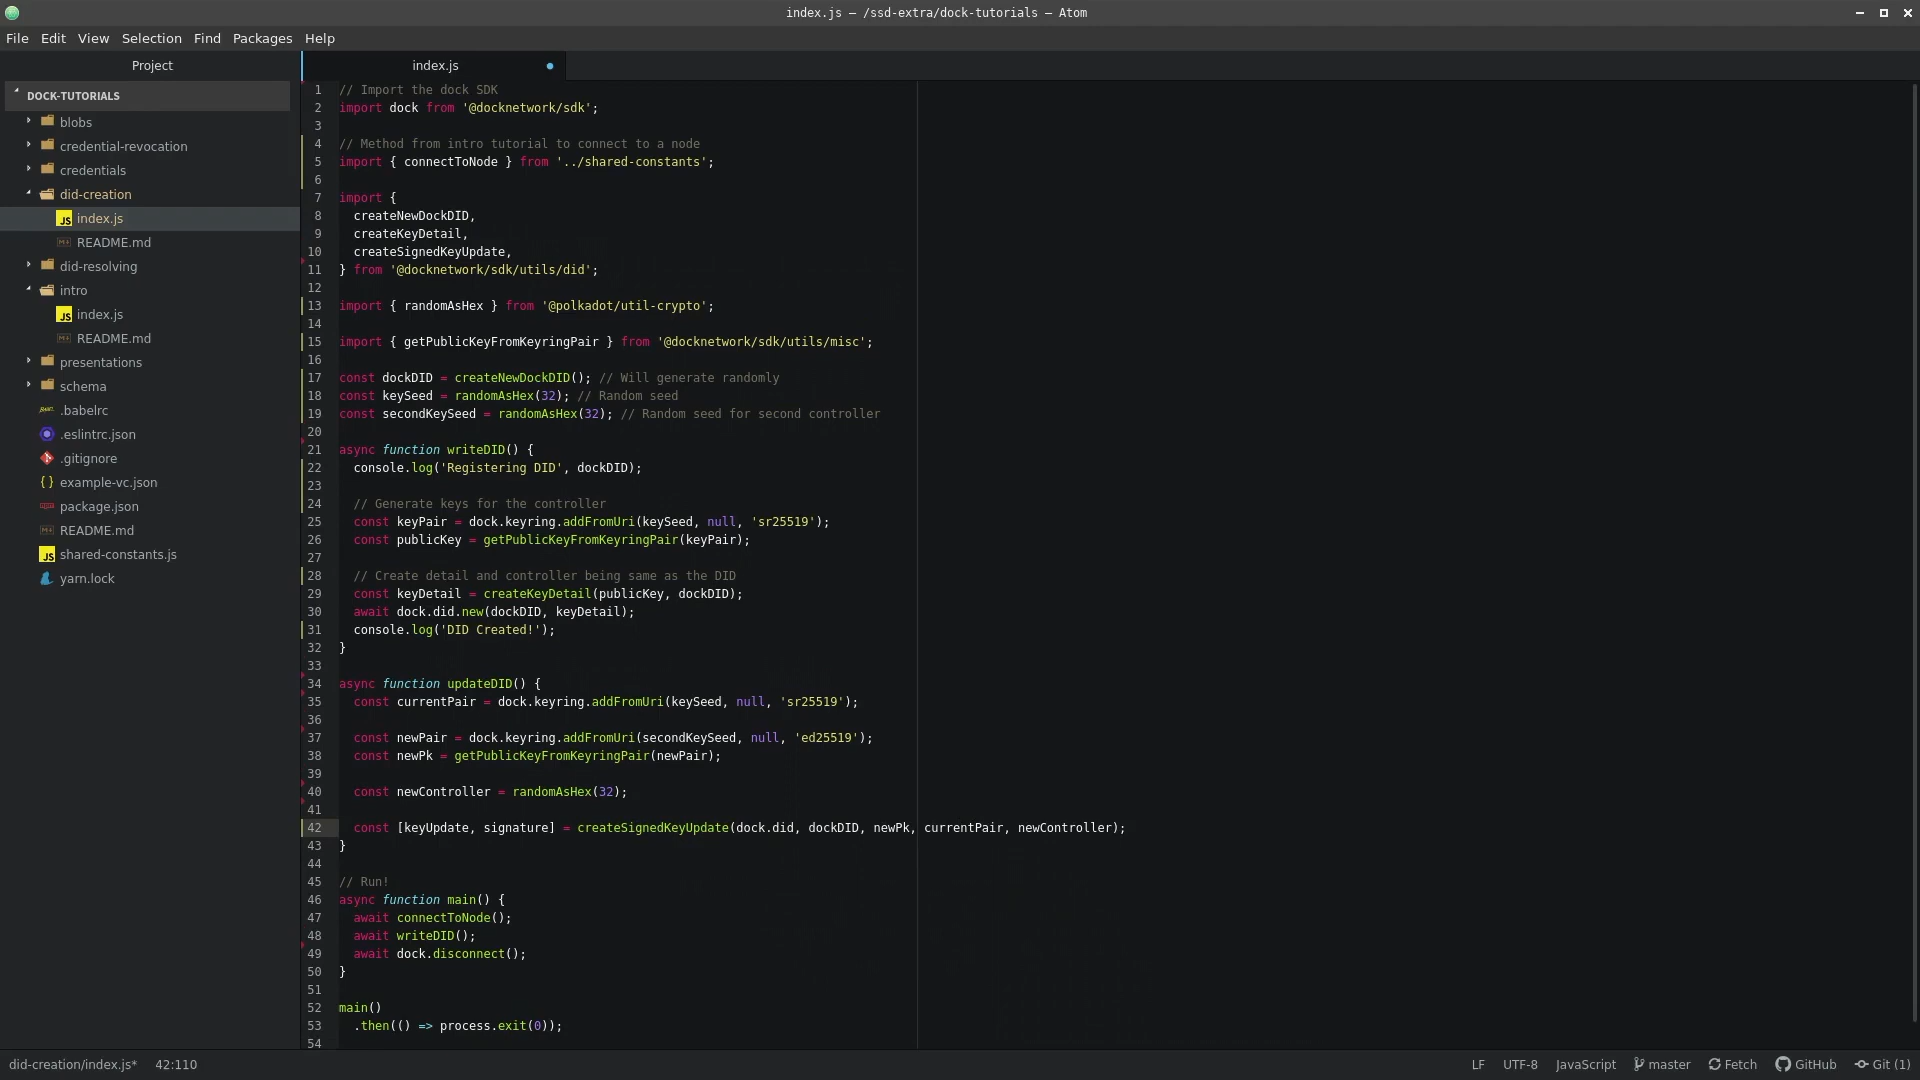 index.js — /ssd-extra/dock-tutorials — Atom
File Edit View Selection Find Packages Help
Project
DOCK-TUTORIALS
blobs
credential-revocation
credentials
did-creation
JS index.js
README.md
did-resolving
intro
JS index.js
README.md
presentations
schema
.babelrc
.eslintrc.json
.gitignore
{ } example-vc.json
package.json
README.md
JS shared-constants.js
yarn.lock
index.js
1 // Import the dock SDK
2 import dock from '@docknetwork/sdk';
3
4 // Method from intro tutorial to connect to a node
5 import { connectToNode } from '../shared-constants';
6
7 import {
8   createNewDockDID,
9   createKeyDetail,
10   createSignedKeyUpdate,
11 } from '@docknetwork/sdk/utils/did';
12
13 import { randomAsHex } from '@polkadot/util-crypto';
14
15 import { getPublicKeyFromKeyringPair } from '@docknetwork/sdk/utils/misc';
16
17 const dockDID = createNewDockDID(); // Will generate randomly
18 const keySeed = randomAsHex(32); // Random seed
19 const secondKeySeed = randomAsHex(32); // Random seed for second controller
20
21 async function writeDID() {
22   console.log('Registering DID', dockDID);
23
24   // Generate keys for the controller
25   const keyPair = dock.keyring.addFromUri(keySeed, null, 'sr25519');
26   const publicKey = getPublicKeyFromKeyringPair(keyPair);
27
28   // Create detail and controller being same as the DID
29   const keyDetail = createKeyDetail(publicKey, dockDID);
30   await dock.did.new(dockDID, keyDetail);
31   console.log('DID Created!');
32 }
33
34 async function updateDID() {
35   const currentPair = dock.keyring.addFromUri(keySeed, null, 'sr25519');
36
37   const newPair = dock.keyring.addFromUri(secondKeySeed, null, 'ed25519');
38   const newPk = getPublicKeyFromKeyringPair(newPair);
39
40   const newController = randomAsHex(32);
41
42   const [keyUpdate, signature] = createSignedKeyUpdate(dock.did, dockDID, newPk, currentPair, newController);
43 }
44
45 // Run!
46 async function main() {
47   await connectToNode();
48   await writeDID();
49   await dock.disconnect();
50 }
51
52 main()
53   .then(() => process.exit(0));
54
did-creation/index.js* 42:110 LF UTF-8 JavaScript master Fetch GitHub Git (1)